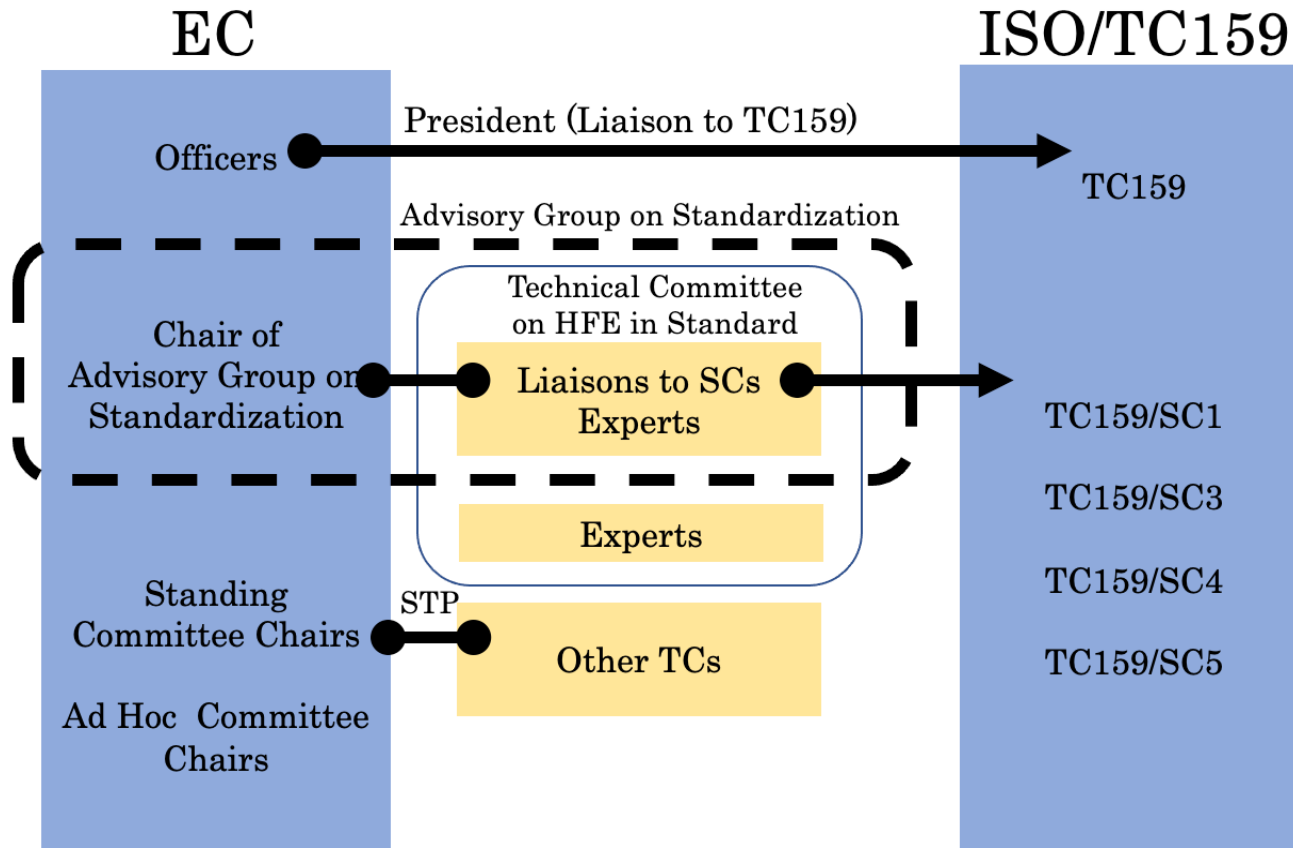 EC
ISO/TC159
President (Liaison to TC159)
Officers
TC159
Advisory Group on Standardization
Technical Committee
on HFE in Standard
Chair of
Advisory Group on
Standardization
Liaisons to SCs
Experts
TC159/SC1
TC159/SC3
Experts
TC159/SC4
Standing
Committee Chairs
STP
Other TCs
TC159/SC5
Ad Hoc  Committee
Chairs